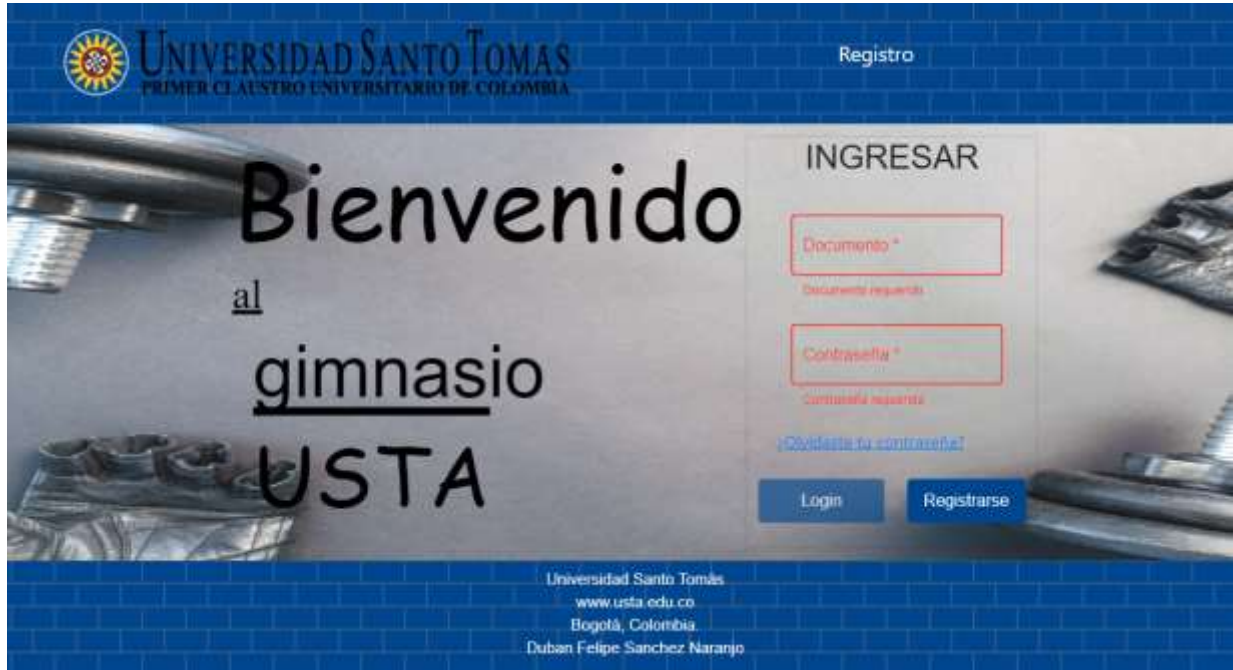 UNIVERSIDAD SANTO TOMÁS
PRIMER CLAUSTRO UNIVERSITARIO DE COLOMBIA
Registro
Bienvenido
al
gimnasio
USTA
INGRESAR
Documento *
Documento requerido
Contraseña *
Contraseña requerida
¿Olvidaste tu contraseña?
Login
Registrarse
Universidad Santo Tomás
www.usta.edu.co
Bogotá, Colombia.
Duban Felipe Sanchez Naranjo